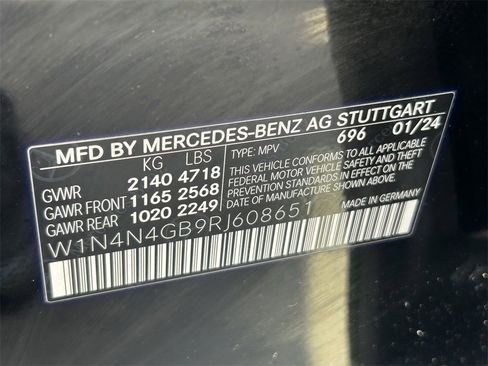 MFD BY MERCEDES-BENZ AG STUTTGART
KG LBS TYPE: MPV 696 01/24
GVWR 2140 4718
GAWR FRONT 1165 2568
GAWR REAR 1020 2249
THIS VEHICLE CONFORMS TO ALL APPLICABLE
FEDERAL MOTOR VEHICLE SAFETY AND THEFT
PREVENTION STANDARDS IN EFFECT ON THE
DATE OF MANUFACTURE SHOWN ABOVE.
W1N4N4GB9RJ608651
MADE IN GERMANY